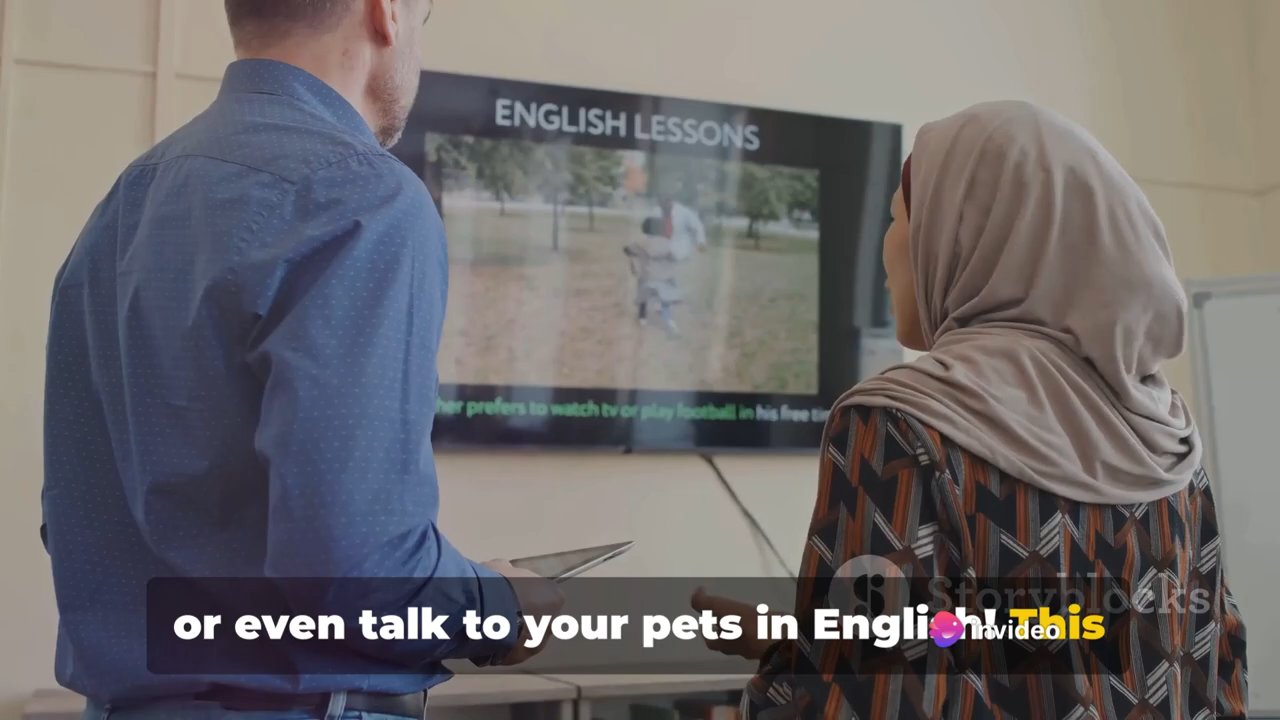 ENGLISH LESSONS
her prefers to watch tv or play football in his free
or even talk to your pets in English! This
Storyblocks
invideo